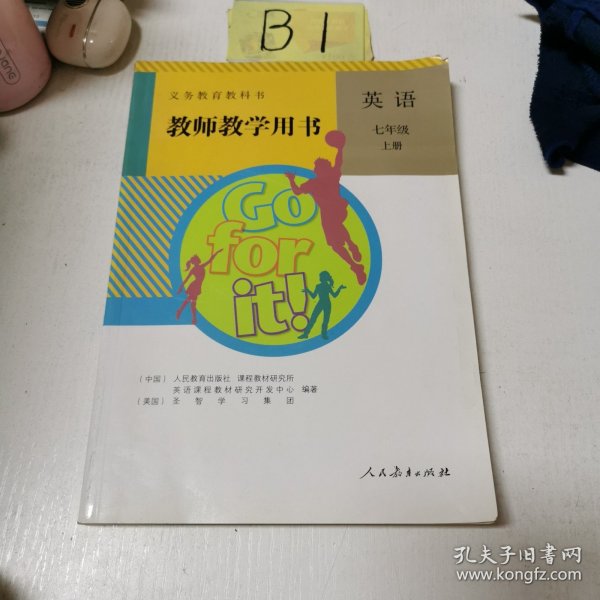 B1
义务教育教科书
教师教学用书
英语
七年级
上册
Go
for
it!
(中国) 人民教育出版社 课程教材研究所
英语课程教材研究开发中心 编著
(美国) 圣智学习集团
人民教育出版社
孔夫子旧书网
www.kongfz.com